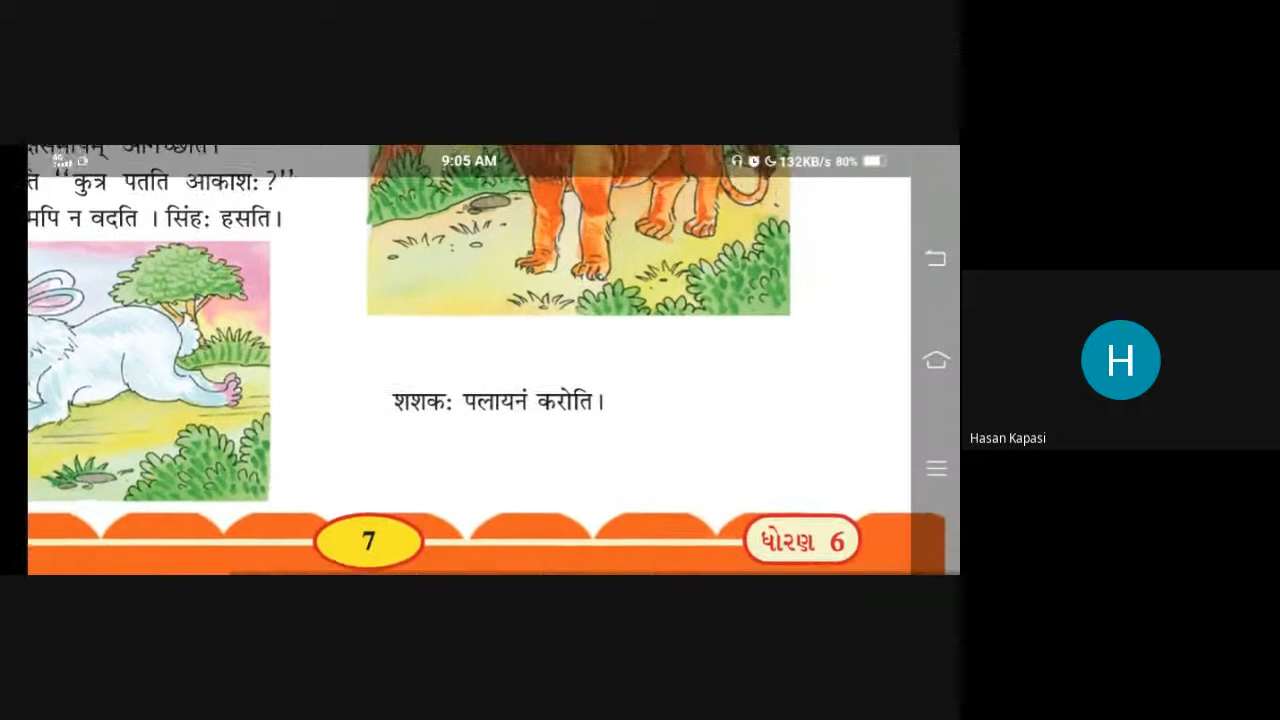 9:05 AM
132KB/s 80%
"कुत्र पतति आकाशः ?"
न वदति । सिंहः हसति।
शशकः पलायनं करोति।
7
ધોરણ 6
H
Hasan Kapasi